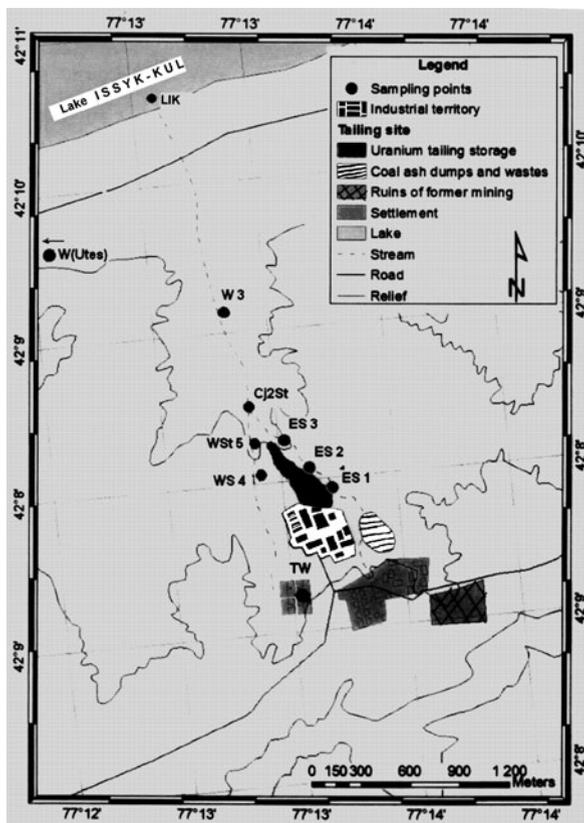 77°13' 77°13' 77°14' 77°14'
42°11'
Lake ISSYK-KUL
LIK
Legend
Sampling points
Industrial territory
Tailing site
Uranium tailing storage
Coal ash dumps and wastes
Ruins of former mining
Settlement
Lake
Stream
Road
Relief
N
42°10'
42°10'
W(Utes)
W 3
42°9'
42°9'
Cj2St
ES 3
WSt 5
ES 2
WS 4
ES 1
42°8'
42°8'
TW
42°9'
42°9'
42°8'
0 150 300 600 900 1 200
Meters
77°12' 77°13' 77°13' 77°14' 77°14'